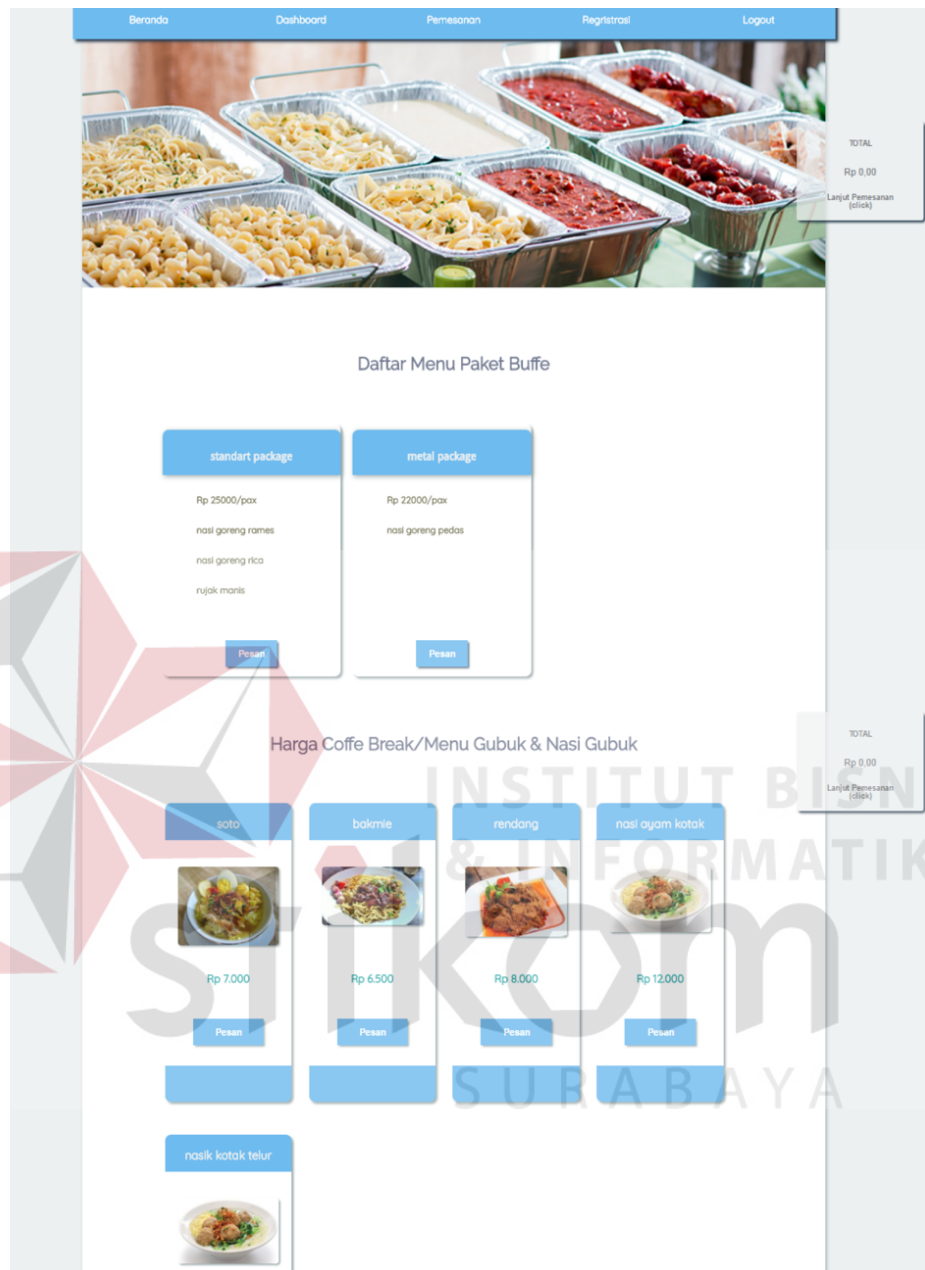 Beranda Dashboard Pemesanan Regristrasi Logout
TOTAL
Rp 0,00
Lanjut Pemesanan
(click)
Daftar Menu Paket Buffe
standart package metal package
Rp 25000/pax Rp 22000/pax
nasi goreng rames nasi goreng pedas
nasi goreng rica
rujak manis
Pesan Pesan
TOTAL
Rp 0,00
Lanjut Pemesanan
(click)
Harga Coffe Break/Menu Gubuk & Nasi Gubuk
INSTITUT BISN
& INFORMATIK
stikom
SURABAYA
soto bakmie rendang nasi ayam kotak
Rp 7.000 Rp 6.500 Rp 8.000 Rp 12.000
Pesan Pesan Pesan Pesan
nasik kotak telur